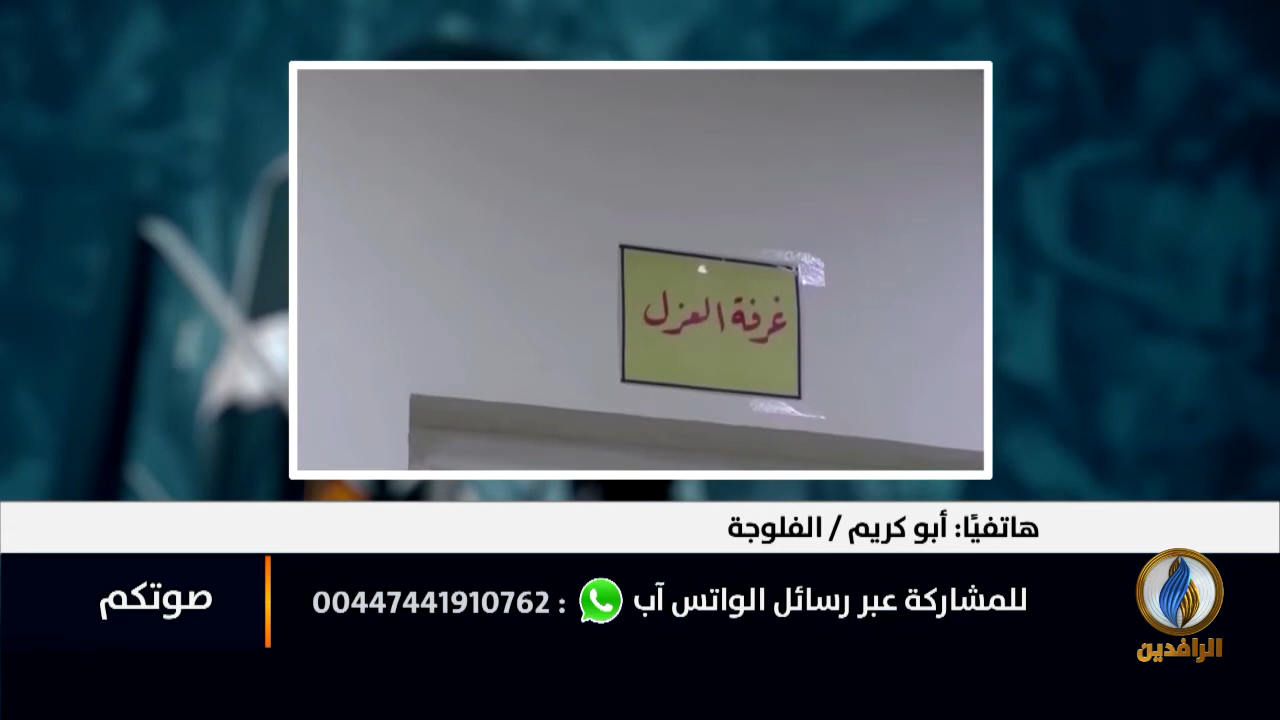 غرفة العزل
هاتفيًا: أبو كريم / الفلوجة
للمشاركة عبر رسائل الواتس آب : 00447441910762
صوتكم
الرافدين